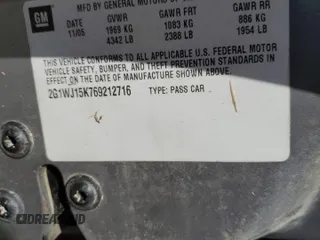 GM
MFD BY GENERAL MOTORS OF
DATE GVWR GAWR FRT GAWR RR
11/05 1969 KG 1083 KG 886 KG
4342 LB 2388 LB 1954 LB
THIS VEHICLE CONFORMS TO ALL APPLICABLE U.S. FEDERAL MOTOR
VEHICLE SAFETY, BUMPER, AND THEFT PREVENTION STANDARDS IN
EFFECT ON THE DATE OF MANUFACTURE SHOWN ABOVE.
2G1WJ15K769212716 TYPE: PASS CAR
DREAMBID